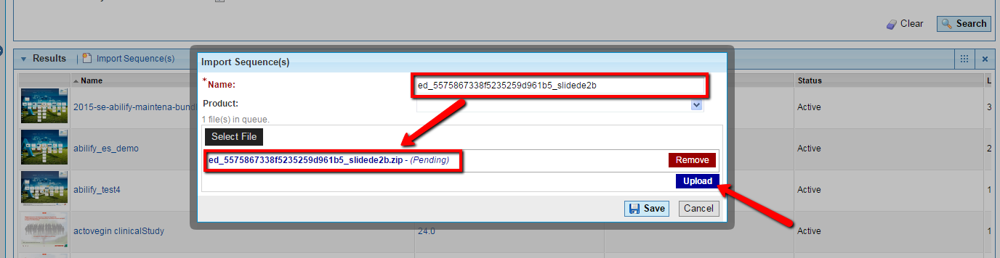 Clear Search
Results | Import Sequence(s)
Import Sequence(s)
Name Status L
*Name: ed_5575867338f5235259d961b5_slidede2b
2015-se-abilify-maintena-bund Active 3
Product:
1 file(s) in queue.
Select File
abilify_es_demo Active 2
ed_5575867338f5235259d961b5_slidede2b.zip - (Pending) Remove
Upload
abilify_test4 Active 1
Save Cancel
actovegin clinicalStudy 24.0 Active 1